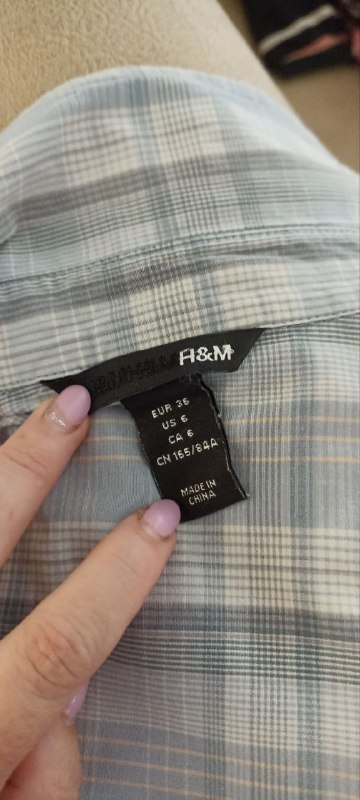 H&M
EUR 36
US 6
CA 6
CN 165/84A
MADE IN
CHINA